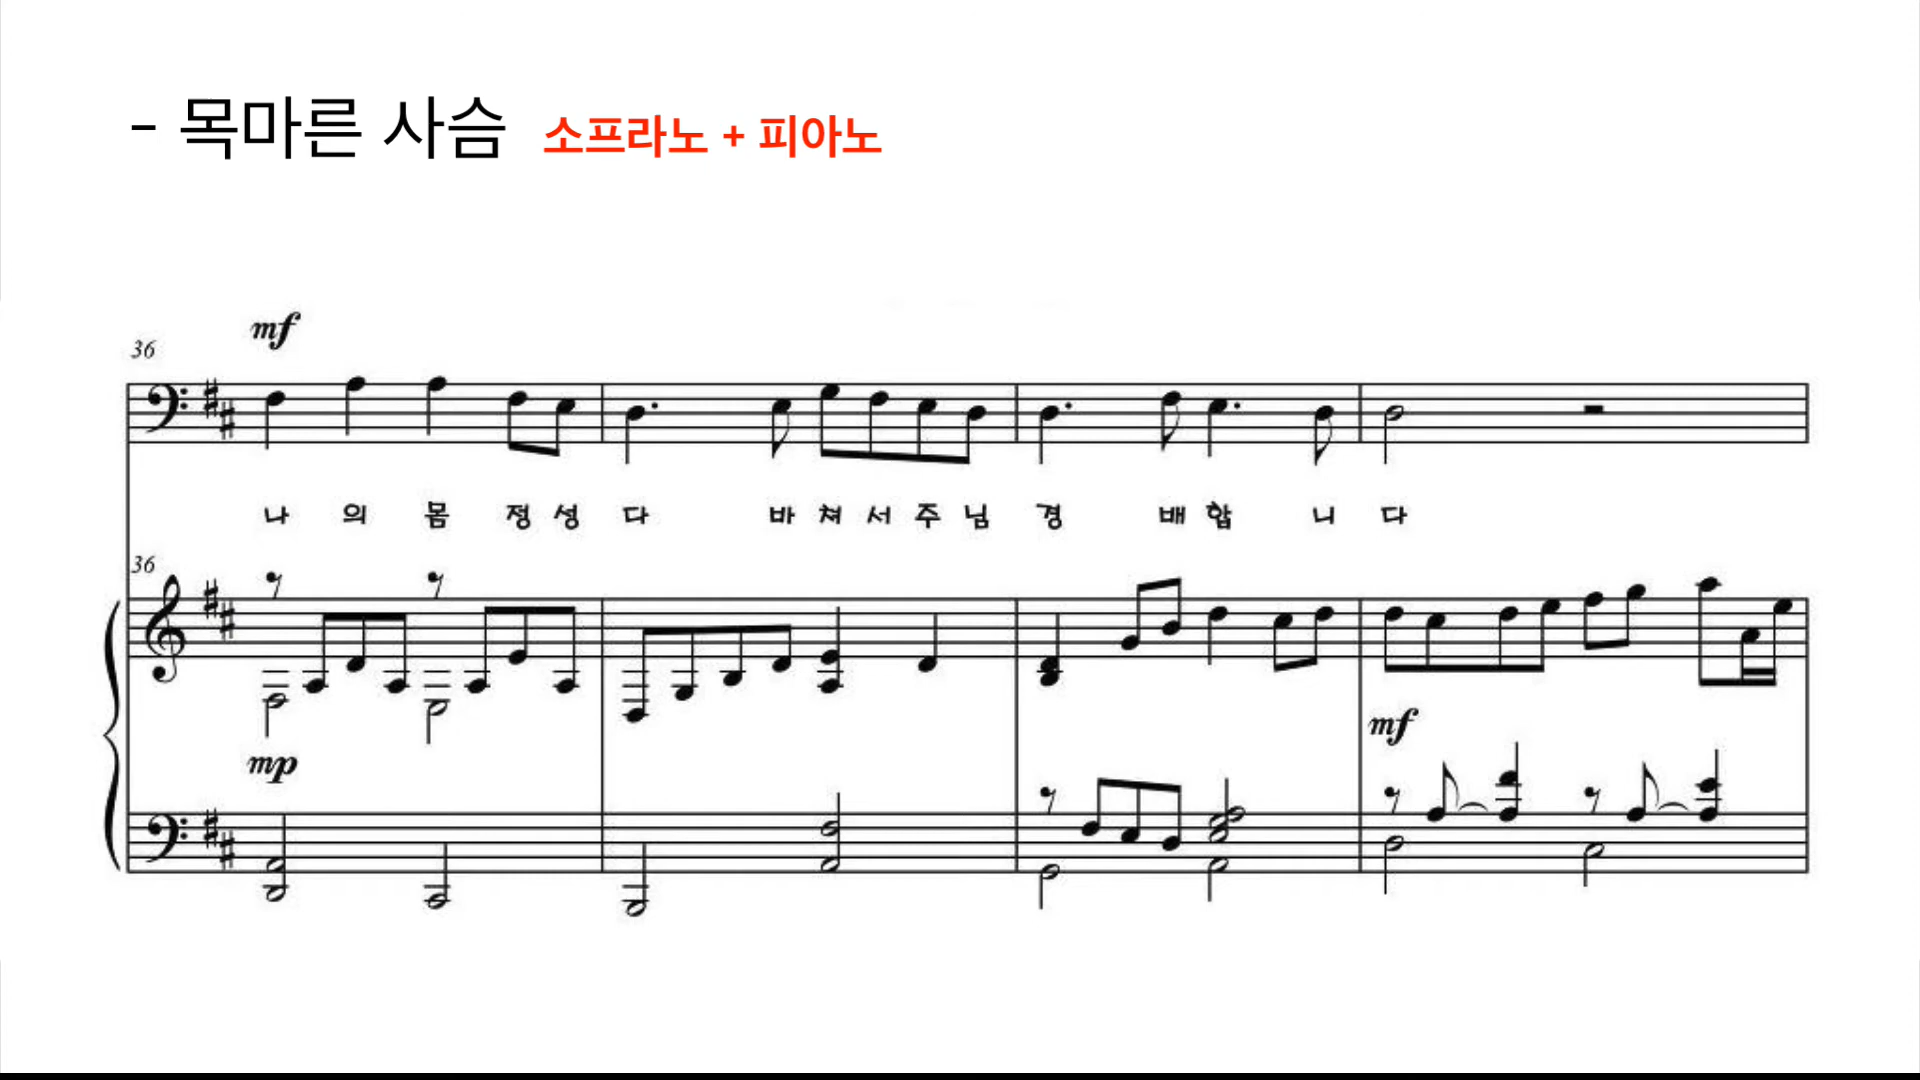 - 목마른 사슴 소프라노 + 피아노
mf
36
나 의 몸 정 성 다 바 쳐 서 주 님 경 배 합 니 다
36
mp
mf